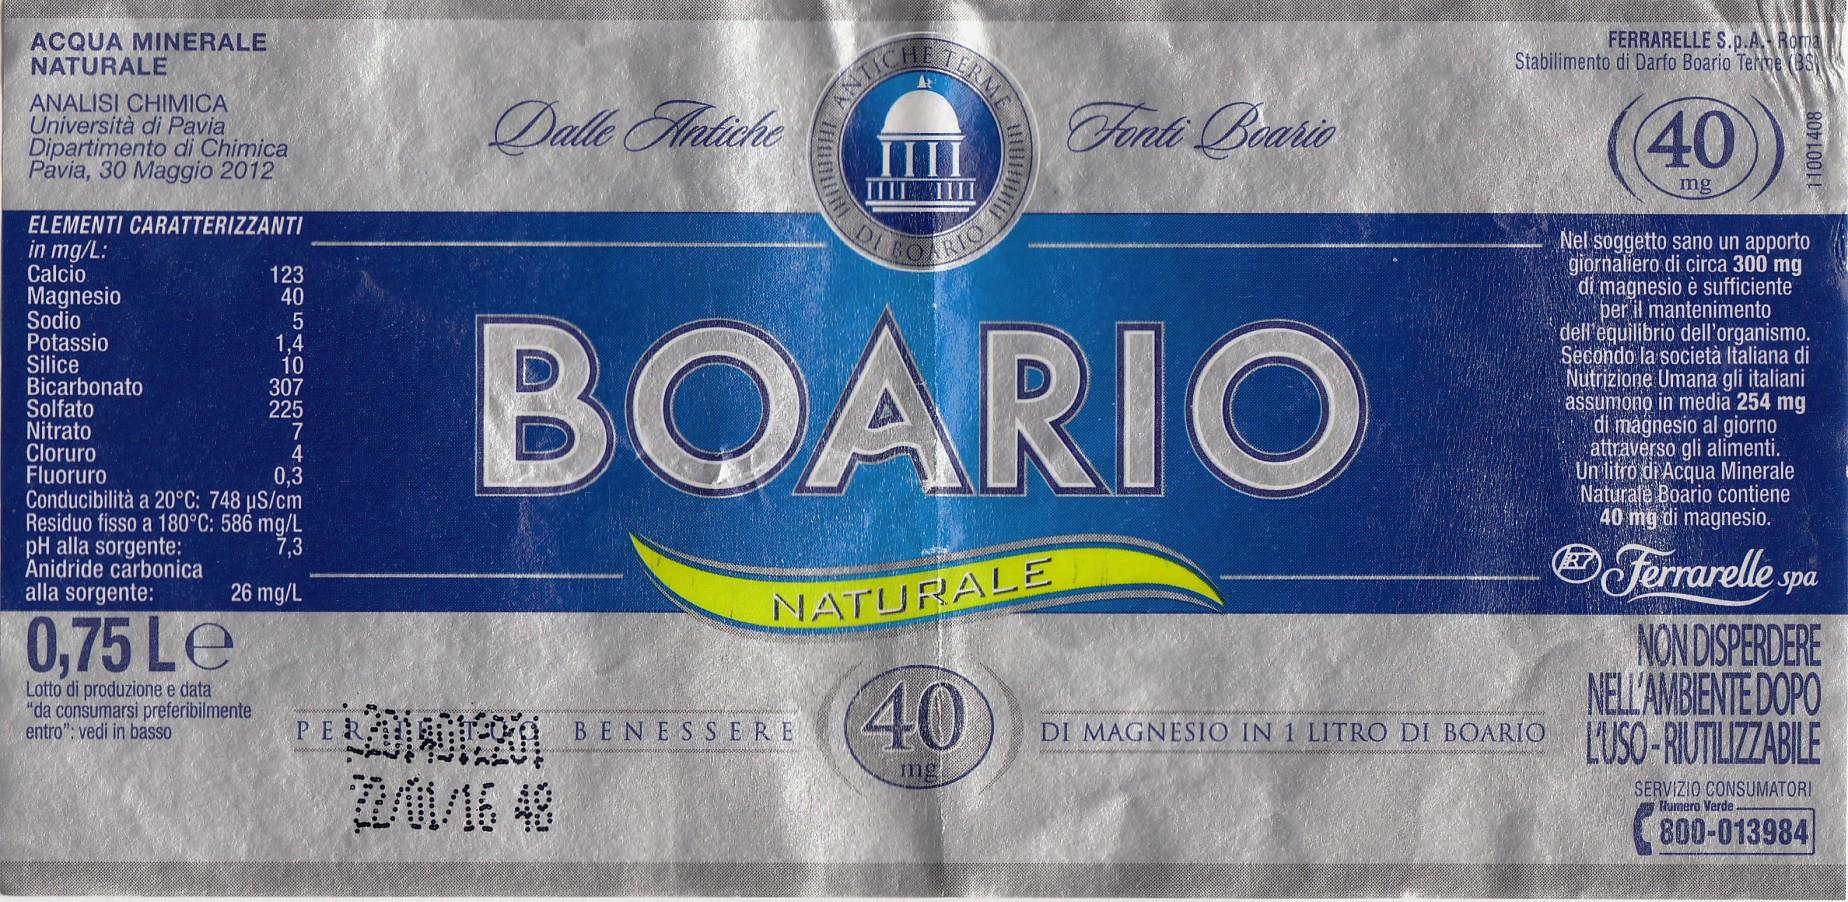 ACQUA MINERALE
NATURALE
ANALISI CHIMICA
Università di Pavia
Dipartimento di Chimica
Pavia, 30 Maggio 2012
ELEMENTI CARATTERIZZANTI
in mg/L:
Calcio 123
Magnesio 40
Sodio 5
Potassio 1,4
Silice 10
Bicarbonato 307
Solfato 225
Nitrato 7
Cloruro 4
Fluoruro 0,3
Conducibilità a 20°C: 748 µS/cm
Residuo fisso a 180°C: 586 mg/L
pH alla sorgente: 7,3
Anidride carbonica
alla sorgente: 26 mg/L
0,75 L e
Lotto di produzione e data
"da consumarsi preferibilmente
entro": vedi in basso
Dalle Antiche Fonti Boario
ANTICHE TERME
DI BOARIO
BOARIO
NATURALE
BENESSERE
40
mg
DI MAGNESIO IN 1 LITRO DI BOARIO
FERRARELLE S.p.A.- Roma
Stabilimento di Darfo Boario Terme (BS)
40
mg
11001408
Nel soggetto sano un apporto
giornaliero di circa 300 mg
di magnesio è sufficiente
per il mantenimento
dell'equilibrio dell'organismo.
Secondo la società Italiana di
Nutrizione Umana gli italiani
assumono in media 254 mg
di magnesio al giorno
attraverso gli alimenti.
Un litro di Acqua Minerale
Naturale Boario contiene
40 mg di magnesio.
Ferrarelle spa
NON DISPERDERE
NELL'AMBIENTE DOPO
L'USO - RIUTILIZZABILE
SERVIZIO CONSUMATORI
Numero Verde
800-013984